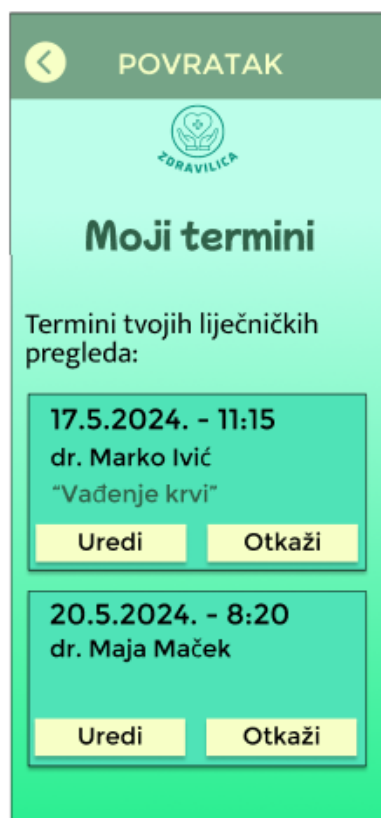 POVRATAK
ZDRAVILICA
Moji termini
Termini tvojih liječničkih
pregleda:
17.5.2024. - 11:15
dr. Marko Ivić
“Vađenje krvi”
Uredi Otkaži
20.5.2024. - 8:20
dr. Maja Maček
Uredi Otkaži